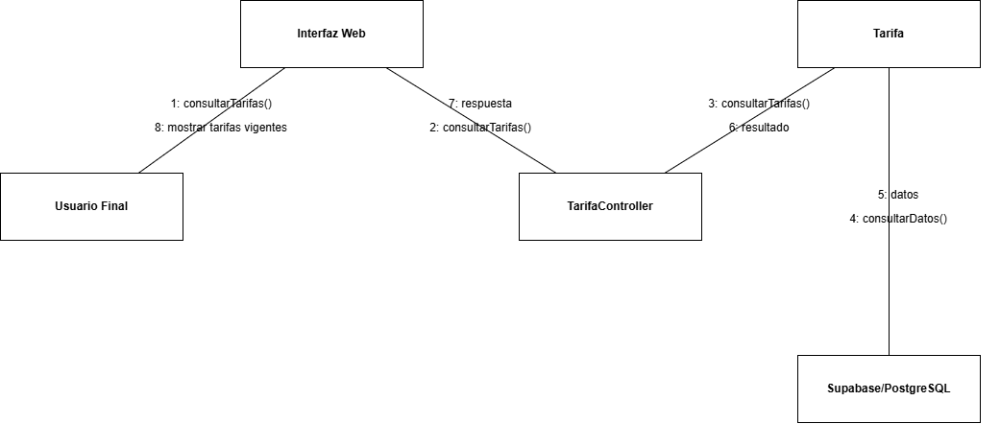 Interfaz Web
Tarifa
1: consultarTarifas()
7: respuesta
3: consultarTarifas()
8: mostrar tarifas vigentes
2: consultarTarifas()
6: resultado
Usuario Final
TarifaController
5: datos
4: consultarDatos()
Supabase/PostgreSQL